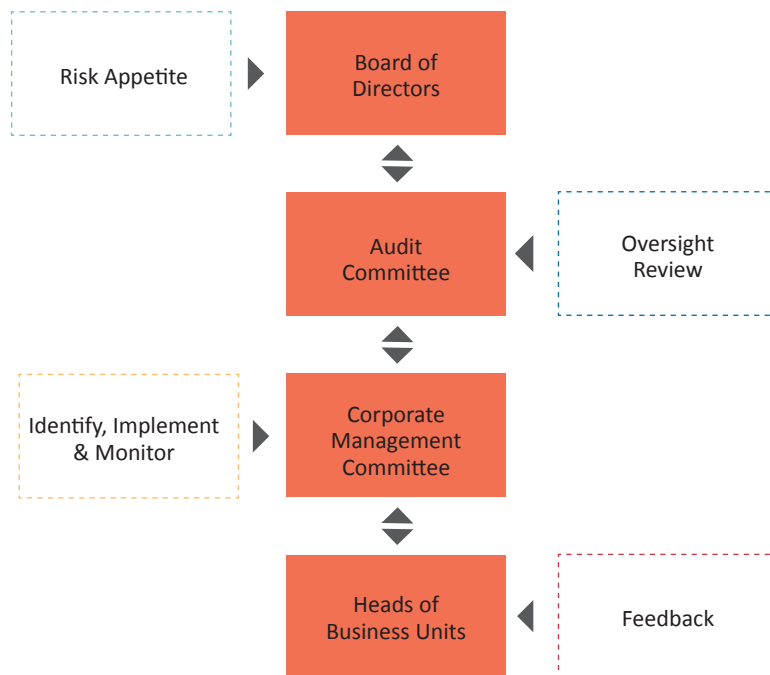 Risk Appetite
Board of
Directors
Audit
Committee
Oversight
Review
Identify, Implement
& Monitor
Corporate
Management
Committee
Heads of
Business Units
Feedback